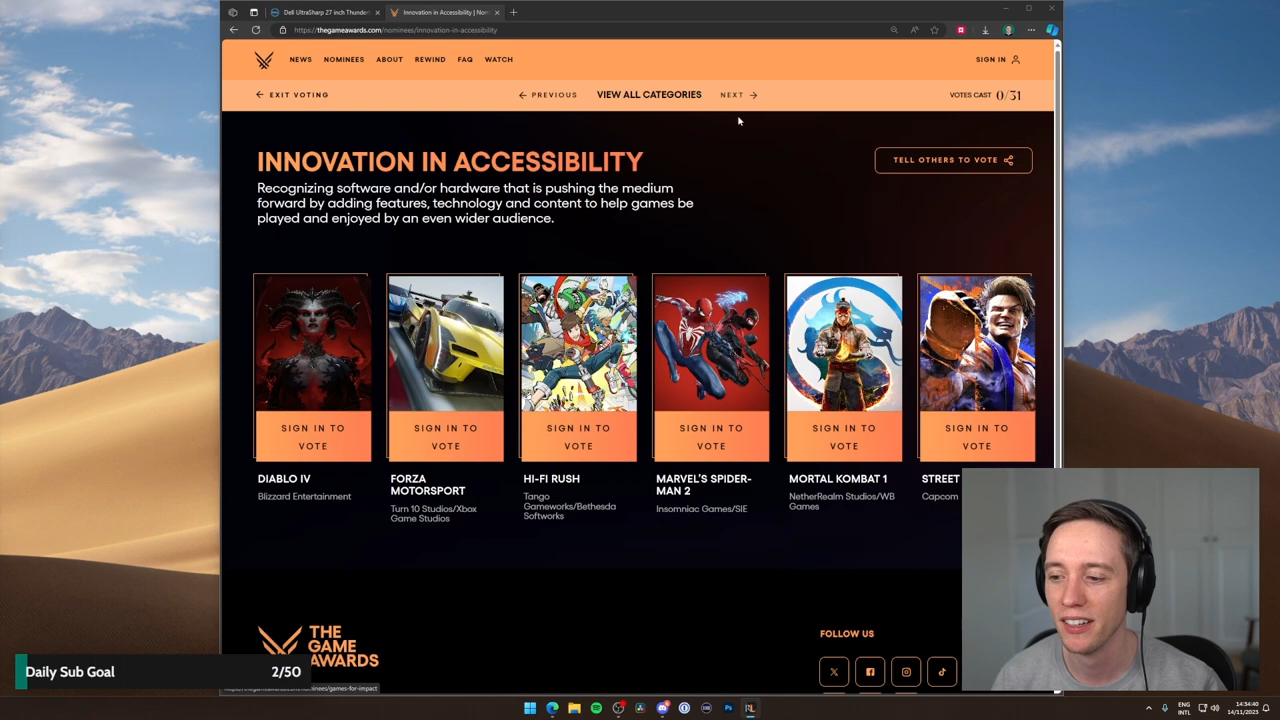 Dell UltraSharp 27 inch Thunder
Innovation in Accessibility | Nom
https://thegameawards.com/nominees/innovation-in-accessibility
NEWS
NOMINEES
ABOUT
REWIND
FAQ
WATCH
SIGN IN
EXIT VOTING
PREVIOUS
VIEW ALL CATEGORIES
NEXT
VOTES CAST 0/31
INNOVATION IN ACCESSIBILITY
TELL OTHERS TO VOTE
Recognizing software and/or hardware that is pushing the medium
forward by adding features, technology and content to help games be
played and enjoyed by an even wider audience.
SIGN IN TO
VOTE
SIGN IN TO
VOTE
SIGN IN TO
VOTE
SIGN IN TO
VOTE
SIGN IN TO
VOTE
SIGN IN TO
VOTE
DIABLO IV
Blizzard Entertainment
FORZA
MOTORSPORT
Turn 10 Studios/Xbox
Game Studios
HI-FI RUSH
Tango
Gameworks/Bethesda
Softworks
MARVEL'S SPIDER-
MAN 2
Insomniac Games/SIE
MORTAL KOMBAT 1
NetherRealm Studios/WB
Games
STREET
Capcom
THE
GAME
AWARDS
FOLLOW US
Daily Sub Goal
2/50
nominees/games-for-impact
ENG
INTL
14:34:40
14/11/2023